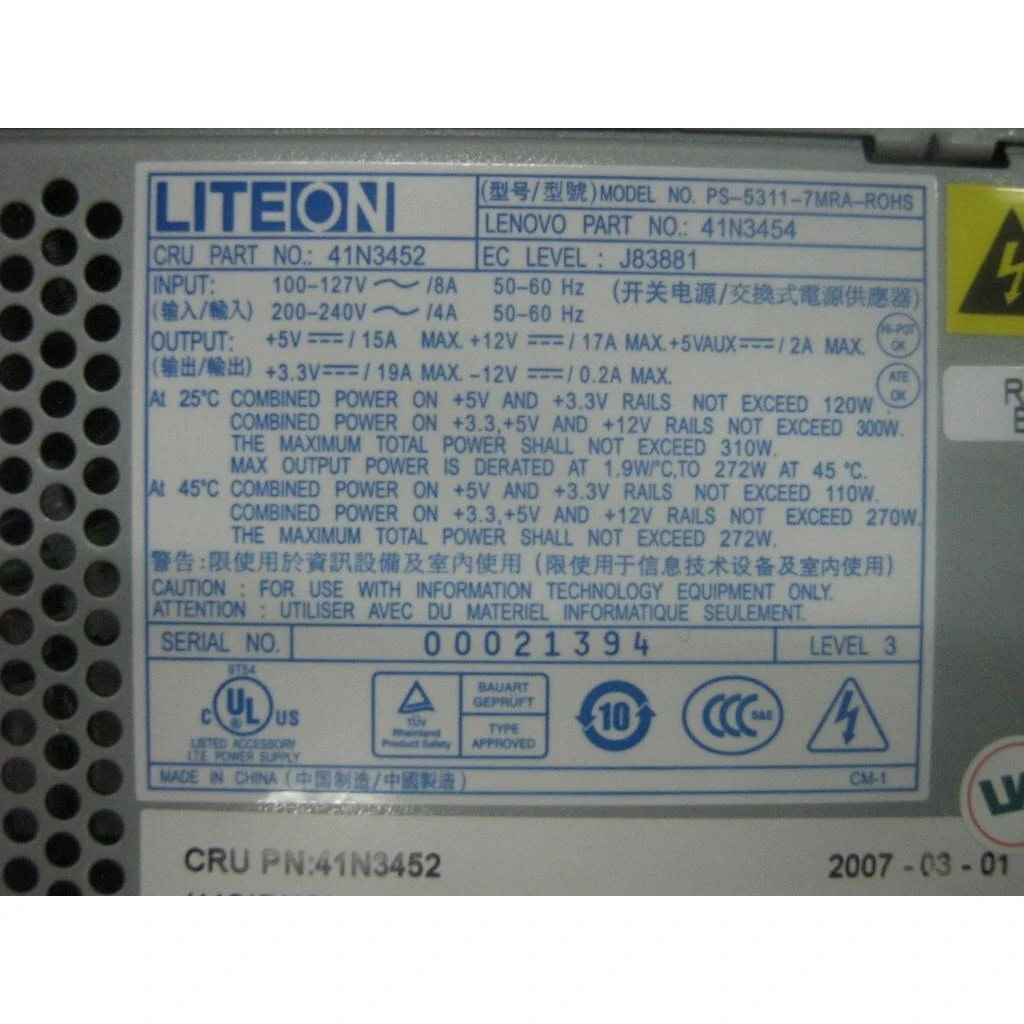 LITEON
(型号/型號)MODEL NO. PS-5311-7MRA-ROHS
LENOVO PART NO.: 41N3454
CRU PART NO.: 41N3452
EC LEVEL : J83881
INPUT: 100-127V ~ /8A 50-60 Hz (开关电源/交換式電源供應器)
(输入/輸入) 200-240V ~ /4A 50-60 Hz
OUTPUT: +5V ⎓ / 15A MAX. +12V ⎓ / 17A MAX.+5VAUX⎓ / 2A MAX.
(输出/輸出) +3.3V⎓ / 19A MAX. -12V ⎓ / 0.2A MAX.
HI-POT
OK
ATE
OK
At 25°C COMBINED POWER ON +5V AND +3.3V RAILS NOT EXCEED 120W.
COMBINED POWER ON +3.3,+5V AND +12V RAILS NOT EXCEED 300W.
THE MAXIMUM TOTAL POWER SHALL NOT EXCEED 310W.
MAX OUTPUT POWER IS DERATED AT 1.9W/°C,TO 272W AT 45 °C.
At 45°C COMBINED POWER ON +5V AND +3.3V RAILS NOT EXCEED 110W.
COMBINED POWER ON +3.3,+5V AND +12V RAILS NOT EXCEED 270W.
THE MAXIMUM TOTAL POWER SHALL NOT EXCEED 272W.
警告:限使用於資訊設備及室內使用 (限使用于信息技术设备及室内使用)
CAUTION : FOR USE WITH INFORMATION TECHNOLOGY EQUIPMENT ONLY.
ATTENTION : UTILISER AVEC DU MATERIEL INFORMATIQUE SEULEMENT.
SERIAL NO. 00021394 LEVEL 3
9T54
C UL US
LISTED ACCESSORY
I.T.E. POWER SUPPLY
TÜV
Rheinland
Product Safety
BAUART
GEPRÜFT
TYPE
APPROVED
10
CCC S&E
MADE IN CHINA (中国制造/中國製造) CM-1
CRU PN:41N3452 2007-03-01